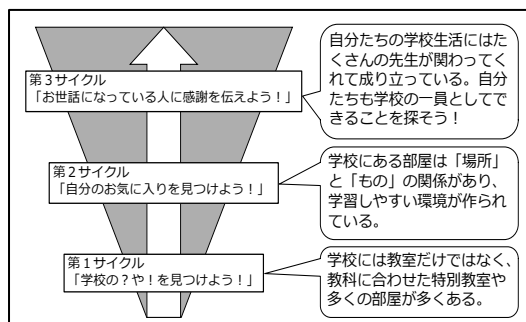 第３サイクル
「お世話になっている人に感謝を伝えよう！」
自分たちの学校生活にはた
くさんの先生が関わってく
れて成り立っている。自分
たちも学校の一員としてで
きることを探そう！
第２サイクル
「自分のお気に入りを見つけよう！」
学校にある部屋は「場所」
と「もの」の関係があり、
学習しやすい環境が作られ
ている。
第１サイクル
「学校の？や！を見つけよう！」
学校には教室だけではなく、
教科に合わせた特別教室や
多くの部屋が多くある。